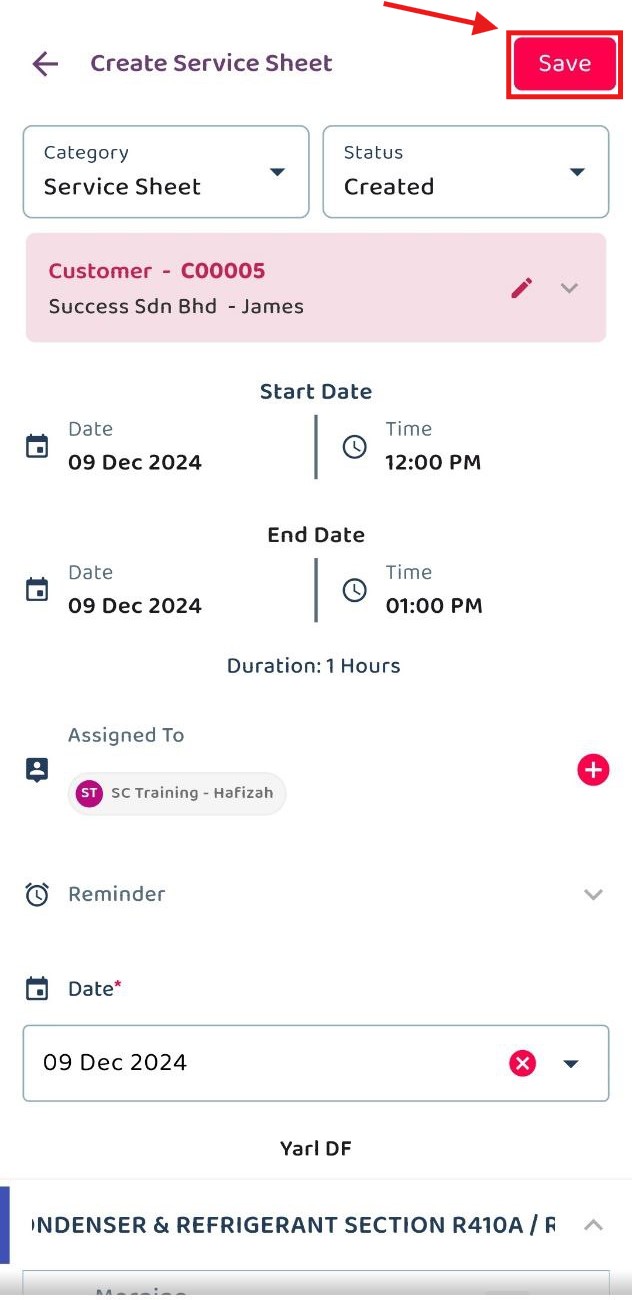 Create Service Sheet
Save
Category
Service Sheet
Status
Created
Customer - C00005
Success Sdn Bhd - James
Start Date
Date
09 Dec 2024
Time
12:00 PM
End Date
Date
09 Dec 2024
Time
01:00 PM
Duration: 1 Hours
Assigned To
ST SC Training - Hafizah
Reminder
Date*
09 Dec 2024
Yarl DF
NDENSER & REFRIGERANT SECTION R410A / R